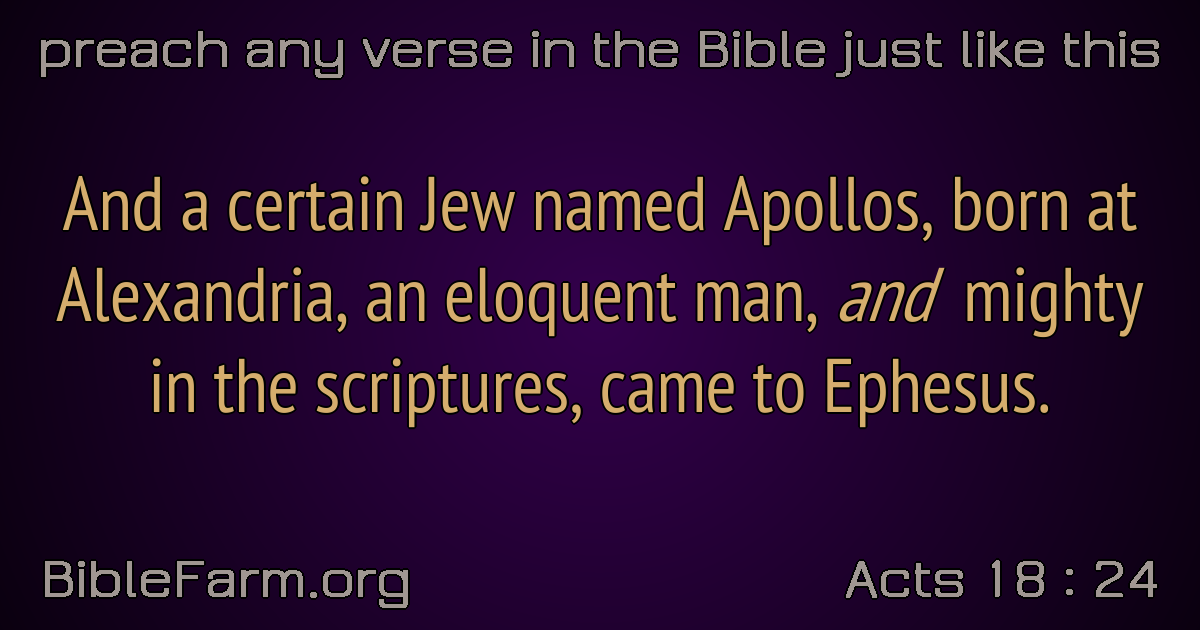 preach any verse in the Bible just like this
And a certain Jew named Apollos, born at
Alexandria, an eloquent man, and mighty
in the scriptures, came to Ephesus.
BibleFarm.org
Acts 18 : 24